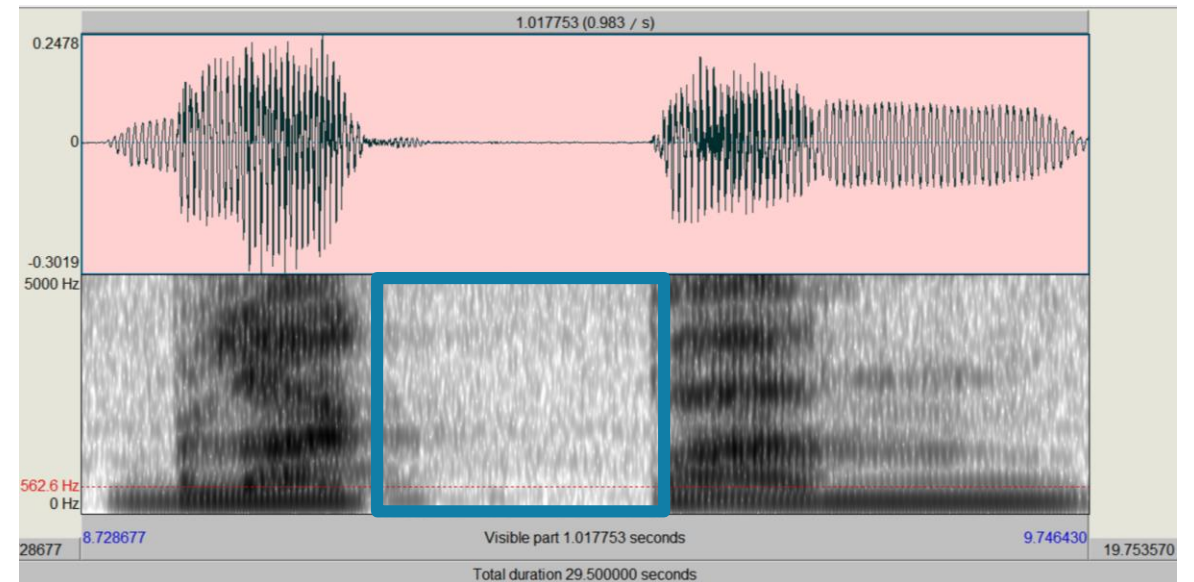 1.017753 (0.983 / s)
0.2478
0
-0.3019
5000 Hz
562.6 Hz
0 Hz
8.728677 Visible part 1.017753 seconds 9.746430
28677 19.753570
Total duration 29.500000 seconds